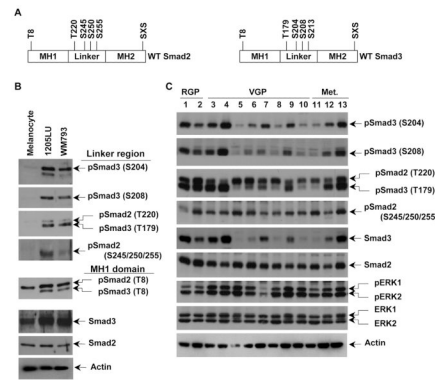 A
T8
T220
S245
S250
S255
SXS
MH1
Linker
MH2
WT Smad2
T8
T179
S204
S208
S213
SXS
MH1
Linker
MH2
WT Smad3
B
Melanocyte
1205LU
WM793
Linker region
pSmad3 (S204)
pSmad3 (S208)
pSmad2 (T220)
pSmad3 (T179)
pSmad2
(S245/250/255)
MH1 domain
pSmad2 (T8)
pSmad3 (T8)
Smad3
Smad2
Actin
C
RGP VGP Met.
1 2 3 4 5 6 7 8 9 10 11 12 13
pSmad3 (S204)
pSmad3 (S208)
pSmad2 (T220)
pSmad3 (T179)
pSmad2
(S245/250/255
Smad3
Smad2
pERK1
pERK2
ERK1
ERK2
Actin